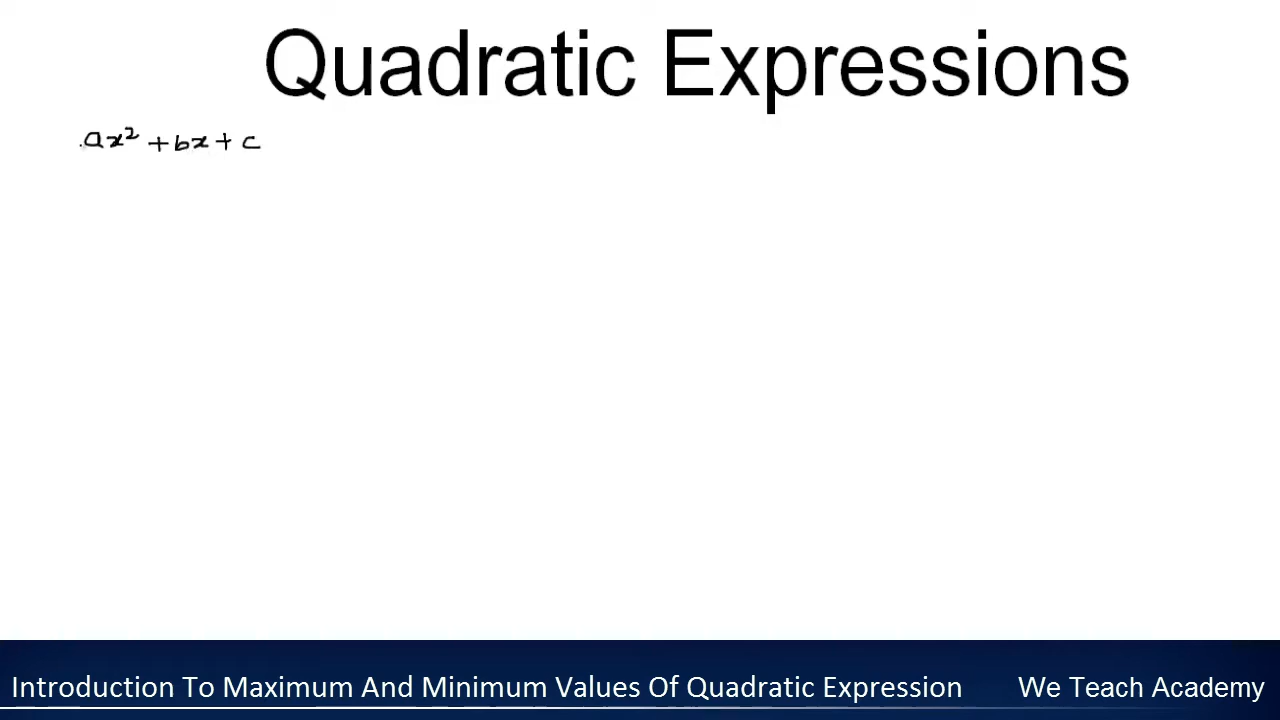 Quadratic Expressions
ax² + bx + c
Introduction To Maximum And Minimum Values Of Quadratic Expression
We Teach Academy